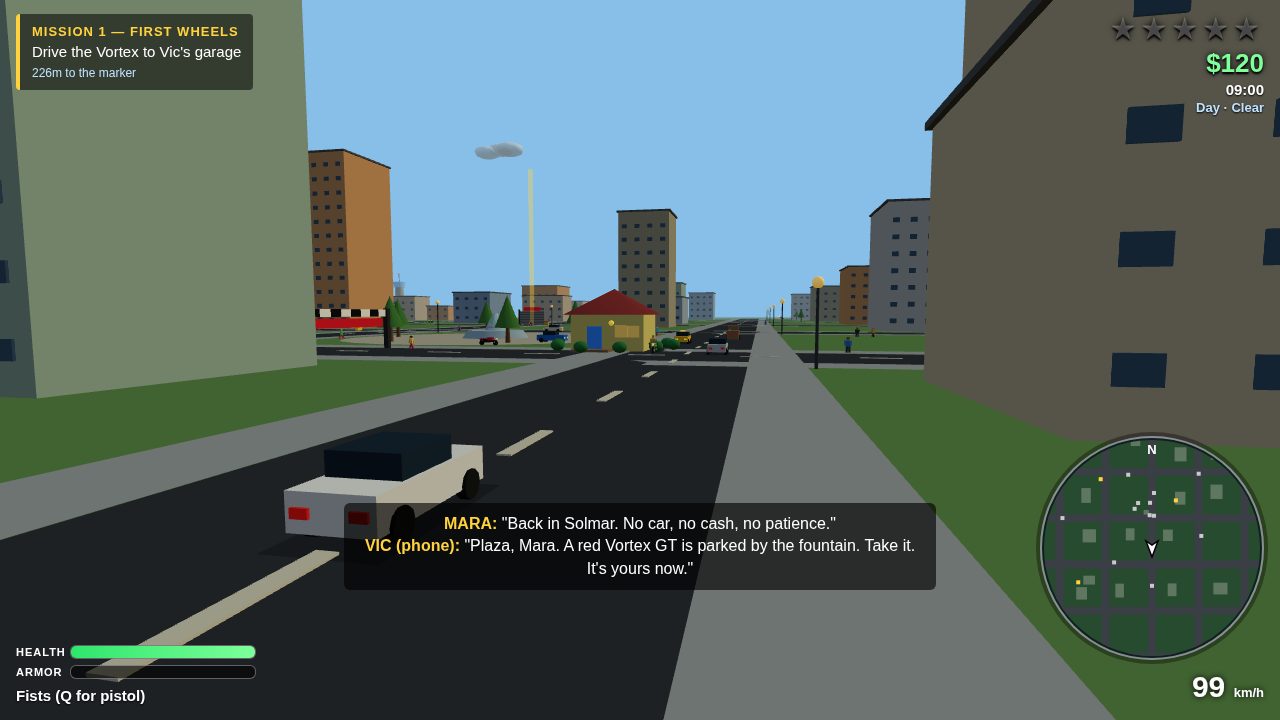 MISSION 1 — FIRST WHEELS
Drive the Vortex to Vic's garage
226m to the marker
★★★★★
$120
09:00
Day · Clear
MARA: "Back in Solmar. No car, no cash, no patience."
VIC (phone): "Plaza, Mara. A red Vortex GT is parked by the fountain. Take it.
It's yours now."
N
HEALTH
ARMOR
Fists (Q for pistol)
99 km/h